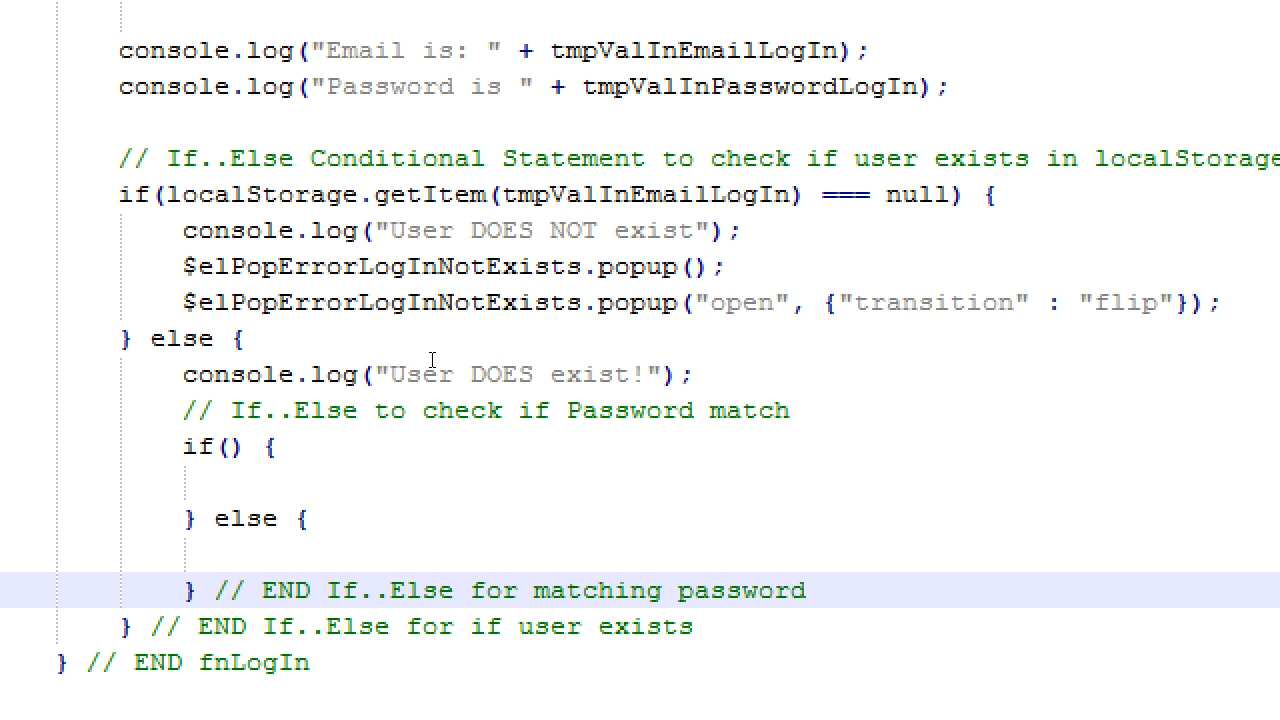 console.log("Email is: " + tmpValInEmailLogIn);
console.log("Password is " + tmpValInPasswordLogIn);
// If..Else Conditional Statement to check if user exists in localStorage
if(localStorage.getItem(tmpValInEmailLogIn) === null) {
console.log("User DOES NOT exist");
$elPopErrorLogInNotExists.popup();
$elPopErrorLogInNotExists.popup("open", {"transition" : "flip"});
} else {
console.log("User DOES exist!");
// If..Else to check if Password match
if() {
} else {
} // END If..Else for matching password
} // END If..Else for if user exists
} // END fnLogIn